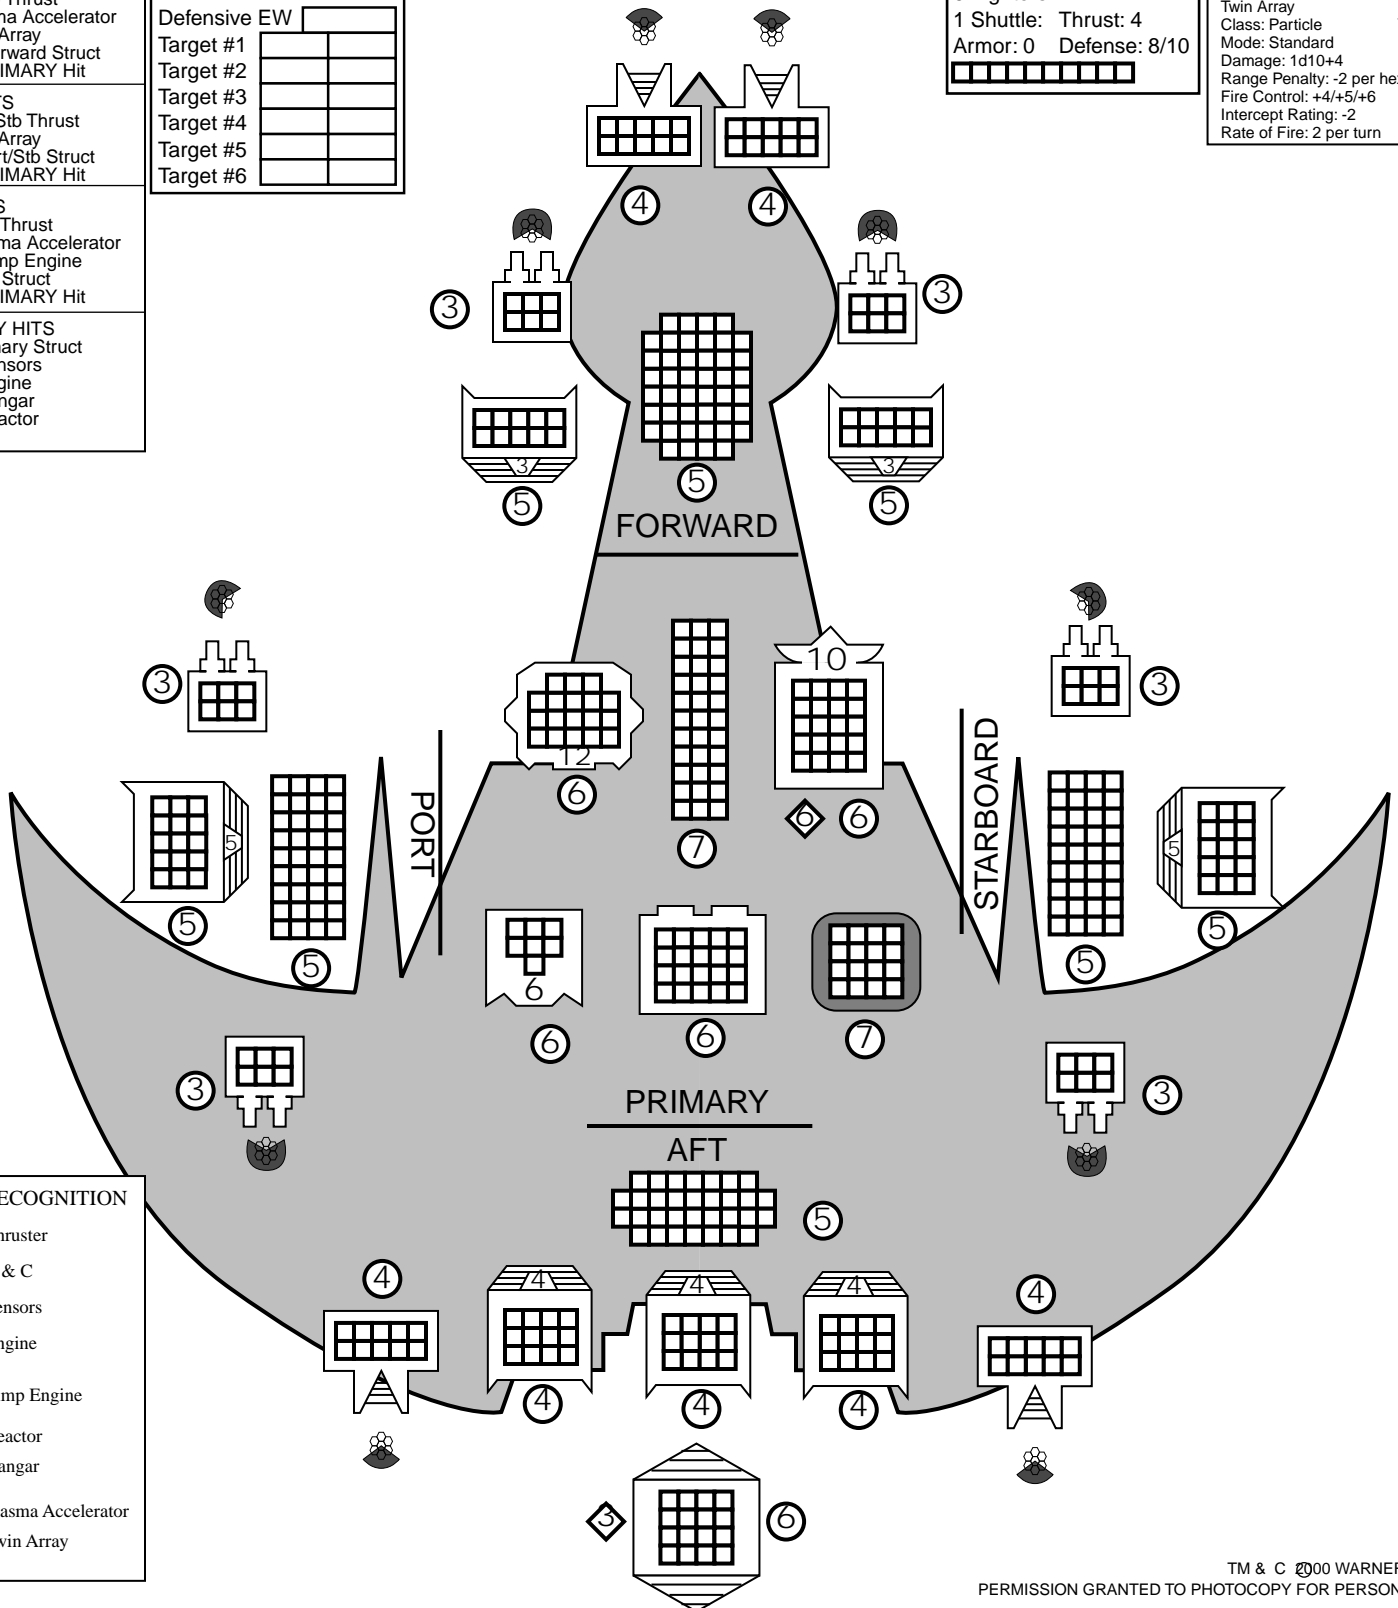 Thrust
ma Accelerator
Array
rward Struct
IMARY Hit
TS
Stb Thrust
Array
rt/Stb Struct
IMARY Hit
S
Thrust
ma Accelerator
mp Engine
Struct
IMARY Hit
Y HITS
nary Struct
nsors
gine
ngar
actor
Defensive EW
Target #1
Target #2
Target #3
Target #4
Target #5
Target #6
1 Shuttle: Thrust: 4
Armor: 0 Defense: 8/10
Twin Array
Class: Particle
Mode: Standard
Damage: 1d10+4
Range Penalty: -2 per he
Fire Control: +4/+5/+6
Intercept Rating: -2
Rate of Fire: 2 per turn
4 4
3 3
3 3
5 5 5
FORWARD
10
3 3
12
6 6 6
7
PORT
STARBOARD
5 5
5 5 5 5
6
6 6 7
3 3
PRIMARY
AFT
5
4 4
4 4 4
4 4 4
3 6
ECOGNITION
hruster
& C
ensors
ngine
mp Engine
eactor
angar
asma Accelerator
win Array
TM & C 2000 WARNER
PERMISSION GRANTED TO PHOTOCOPY FOR PERSON